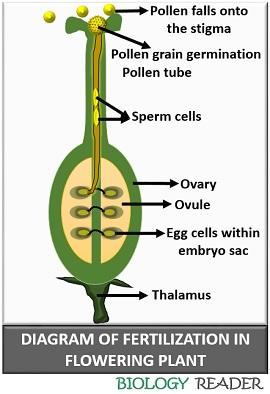 Pollen falls onto
the stigma
Pollen grain germination
Pollen tube
Sperm cells
Ovary
Ovule
Egg cells within
embryo sac
Thalamus
DIAGRAM OF FERTILIZATION IN
FLOWERING PLANT
BIOLOGY READER